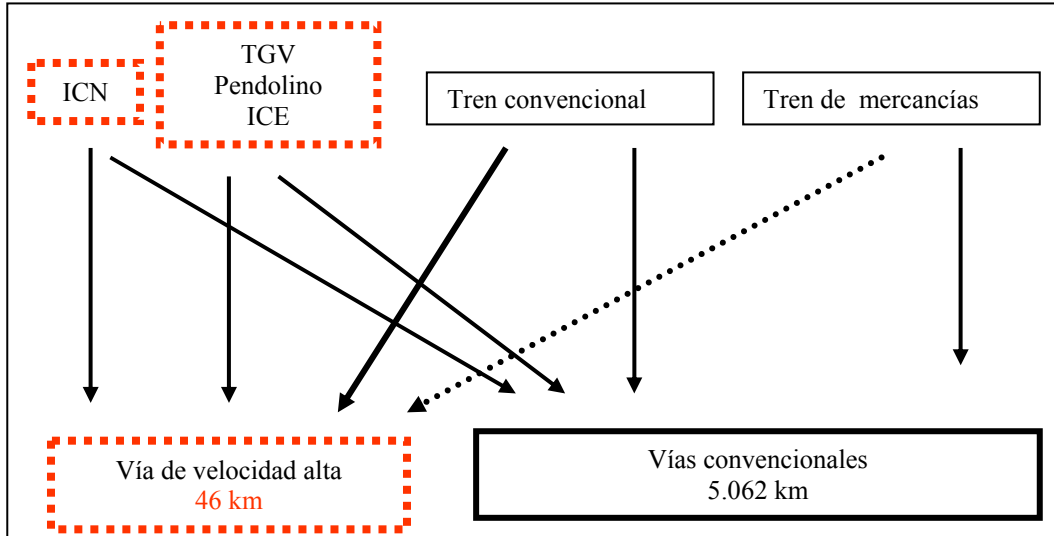 ICN
TGV
Pendolino
ICE
Tren convencional
Tren de mercancías
Vía de velocidad alta
46 km
Vías convencionales
5.062 km